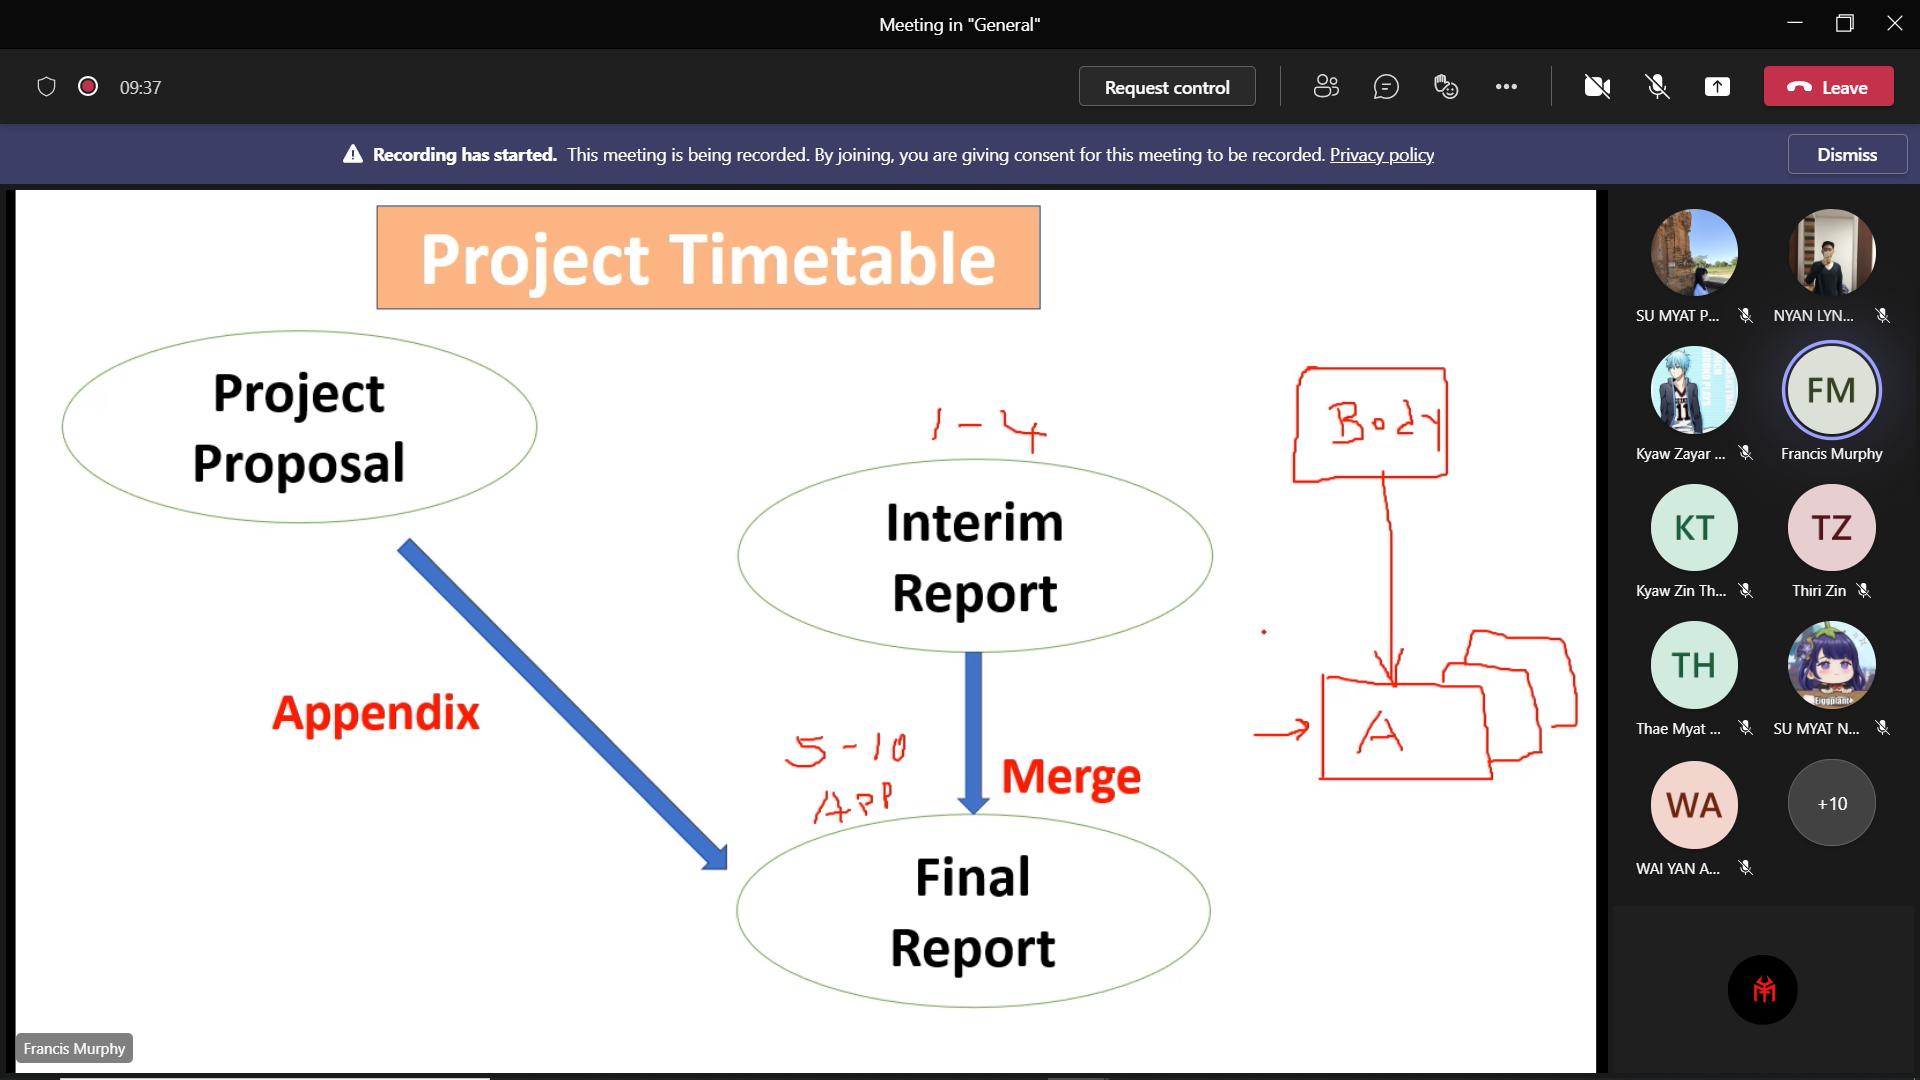 Meeting in "General"
09:37
Request control
Leave
Recording has started. This meeting is being recorded. By joining, you are giving consent for this meeting to be recorded. Privacy policy
Dismiss
Project Timetable
Project
Proposal
1-4
Interim
Report
Body
Appendix
5-10
APP
Merge
A
Final
Report
Francis Murphy
SU MYAT P...
NYAN LYN...
11
FM
Kyaw Zayar ...
Francis Murphy
KT
TZ
Kyaw Zin Th...
Thiri Zin
TH
Eggplant
Thae Myat ...
SU MYAT N...
WA
+10
WAI YAN A...